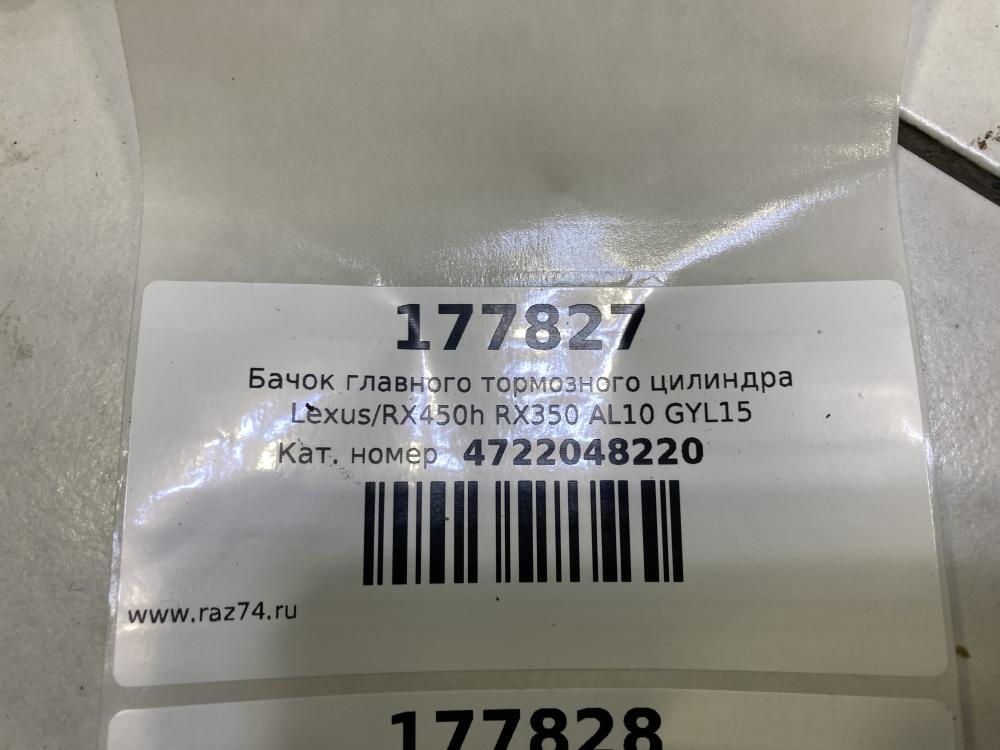 177827
Бачок главного тормозного цилиндра
Lexus/RX450h RX350 AL10 GYL15
Кат. номер 4722048220
www.raz74.ru
177828